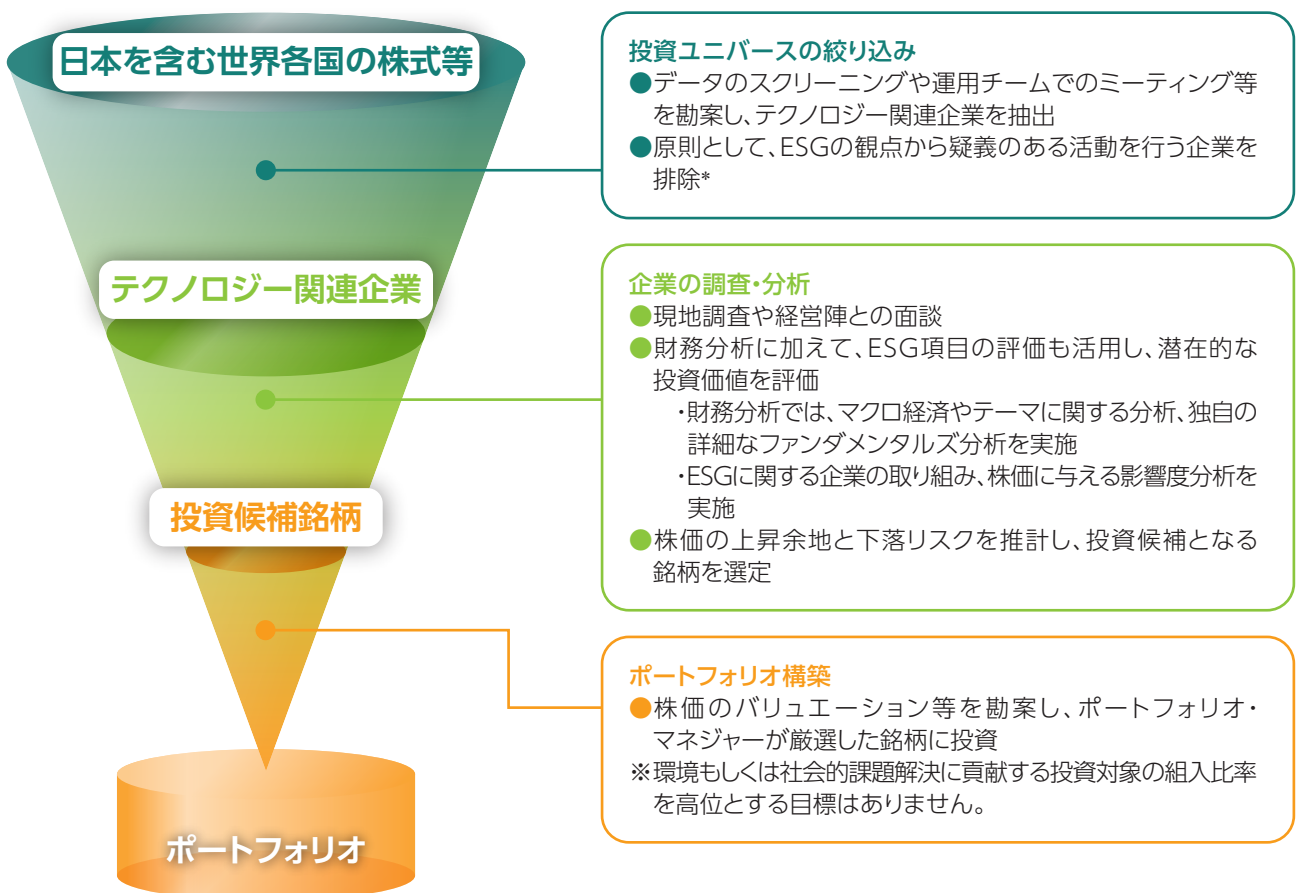 日本を含む世界各国の株式等
投資ユニバースの絞り込み
●データのスクリーニングや運用チームでのミーティング等
を勘案し、テクノロジー関連企業を抽出
●原則として、ESGの観点から疑義のある活動を行う企業を
排除*
テクノロジー関連企業
企業の調査・分析
●現地調査や経営陣との面談
●財務分析に加えて、ESG項目の評価も活用し、潜在的な
投資価値を評価
・財務分析では、マクロ経済やテーマに関する分析、独自の
詳細なファンダメンタルズ分析を実施
・ESGに関する企業の取り組み、株価に与える影響度分析を
実施
●株価の上昇余地と下落リスクを推計し、投資候補となる
銘柄を選定
投資候補銘柄
ポートフォリオ構築
●株価のバリュエーション等を勘案し、ポートフォリオ・
マネジャーが厳選した銘柄に投資
※環境もしくは社会的課題解決に貢献する投資対象の組入比率
を高位とする目標はありません。
ポートフォリオ